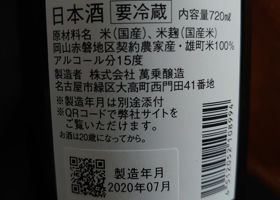 日本酒 要冷蔵 内容量720㎖
原材料名 米(国産)、米麹(国産米)
岡山赤磐地区契約農家産・雄町米100%
アルコール分15度
製造者 株式会社 萬乗醸造
名古屋市緑区大高町西門田41番地
※製造年月は別途添付
※QRコードで弊社サイトを
ご覧いただけます。
お酒は20歳になってから。
製造年月
2020年07月
4512052108994